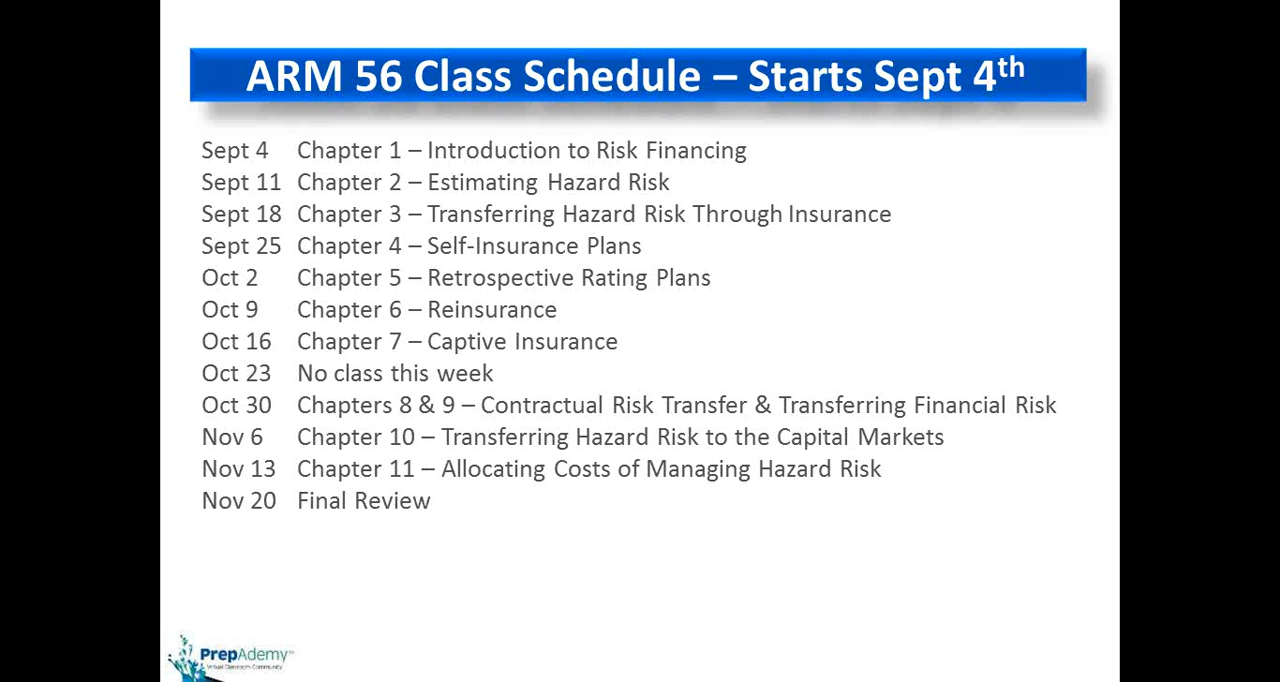 ARM 56 Class Schedule – Starts Sept 4th
Sept 4 Chapter 1 – Introduction to Risk Financing
Sept 11 Chapter 2 – Estimating Hazard Risk
Sept 18 Chapter 3 – Transferring Hazard Risk Through Insurance
Sept 25 Chapter 4 – Self-Insurance Plans
Oct 2 Chapter 5 – Retrospective Rating Plans
Oct 9 Chapter 6 – Reinsurance
Oct 16 Chapter 7 – Captive Insurance
Oct 23 No class this week
Oct 30 Chapters 8 & 9 – Contractual Risk Transfer & Transferring Financial Risk
Nov 6 Chapter 10 – Transferring Hazard Risk to the Capital Markets
Nov 13 Chapter 11 – Allocating Costs of Managing Hazard Risk
Nov 20 Final Review
PrepAdemy
Virtual Classroom Community